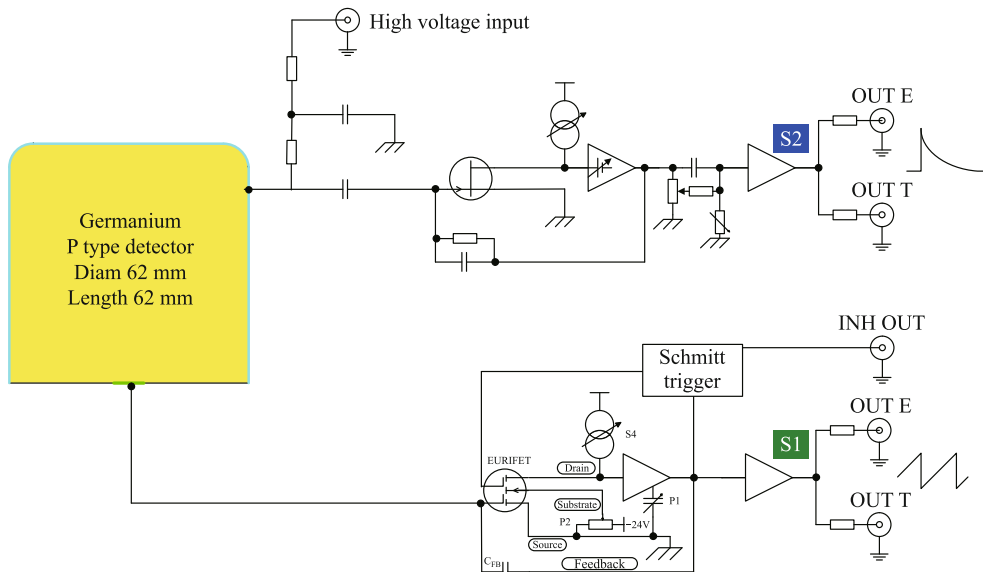 High voltage input
Germanium
P type detector
Diam 62 mm
Length 62 mm
S2
OUT E
OUT T
INH OUT
Schmitt
trigger
S4
EURIFET
Drain
Substrate
P1
P2
-24V
Source
C_FB
Feedback
S1
OUT E
OUT T